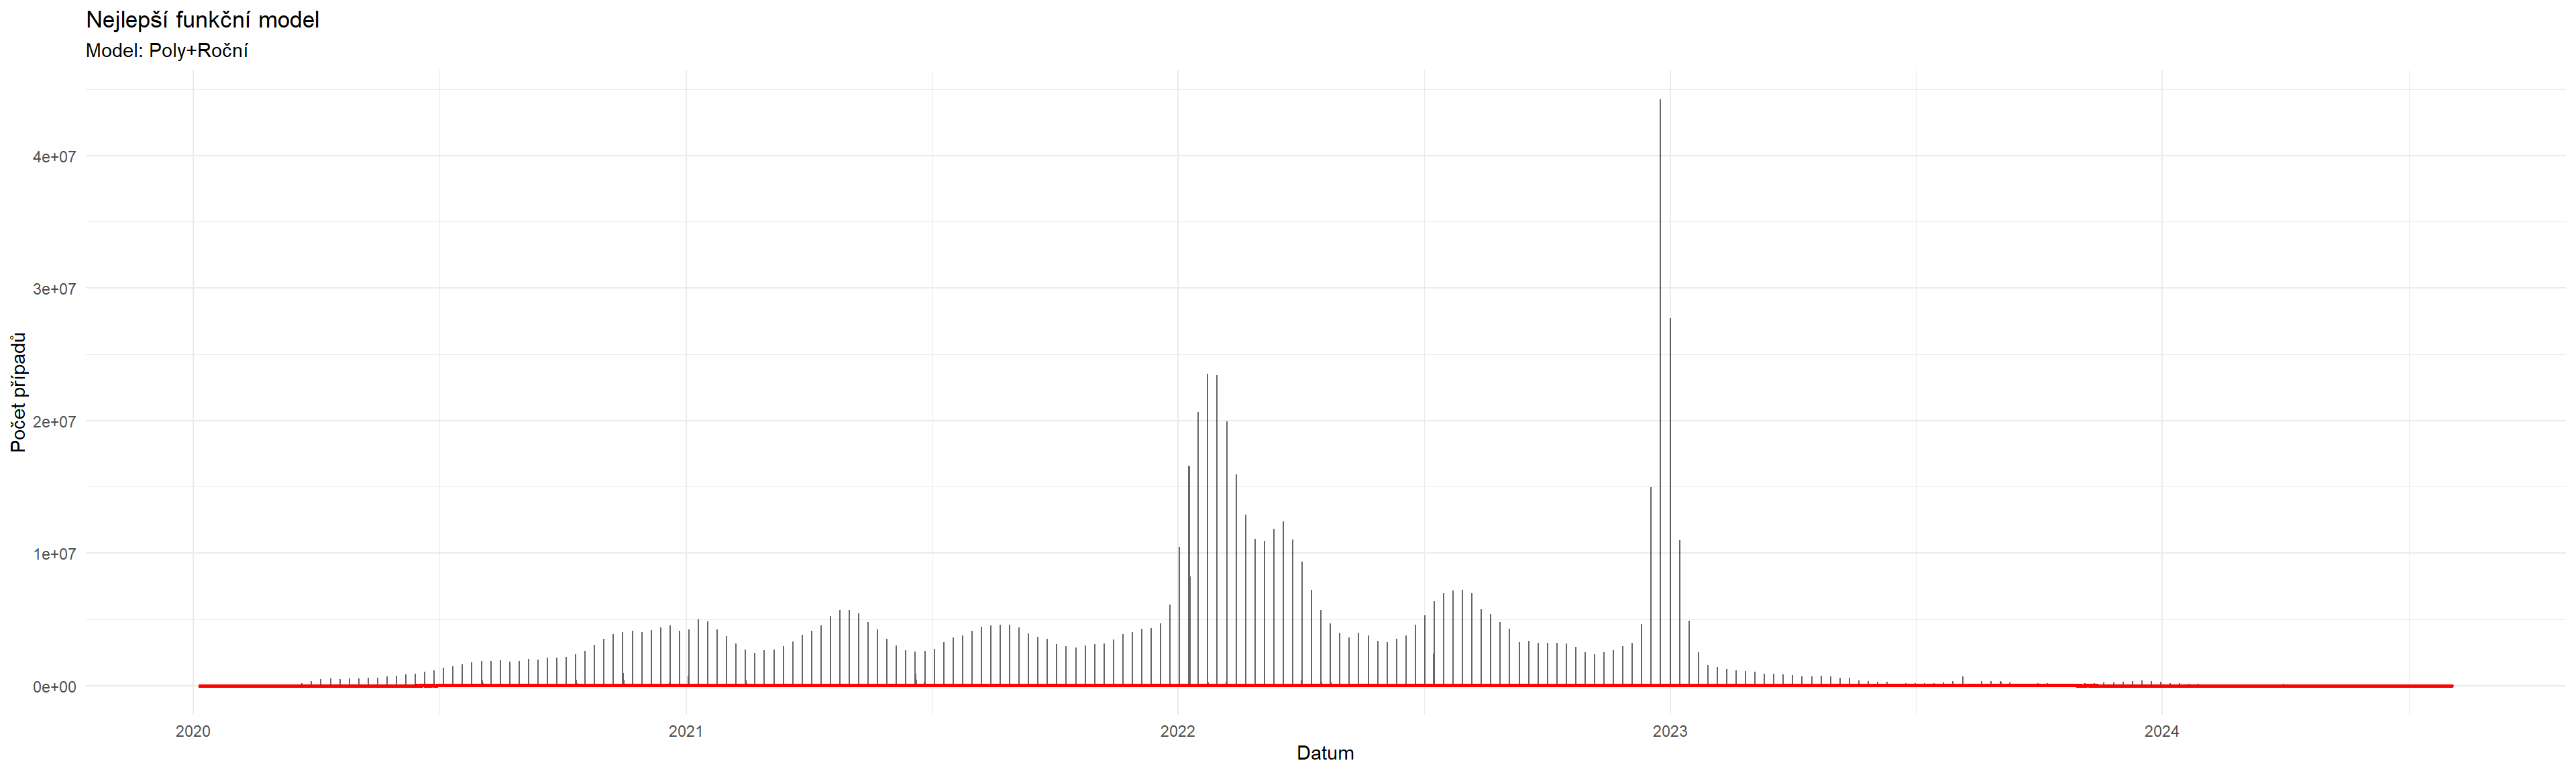 Nejlepší funkční model
Model: Poly+Roční
Počet případů
4e+07
3e+07
2e+07
1e+07
0e+00
2020
2021
2022
2023
2024
Datum